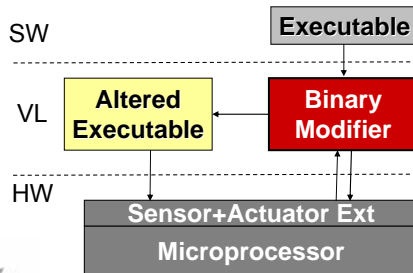 SW
Executable
VL
Altered
Executable
Binary
Modifier
HW
Sensor+Actuator Ext
Microprocessor